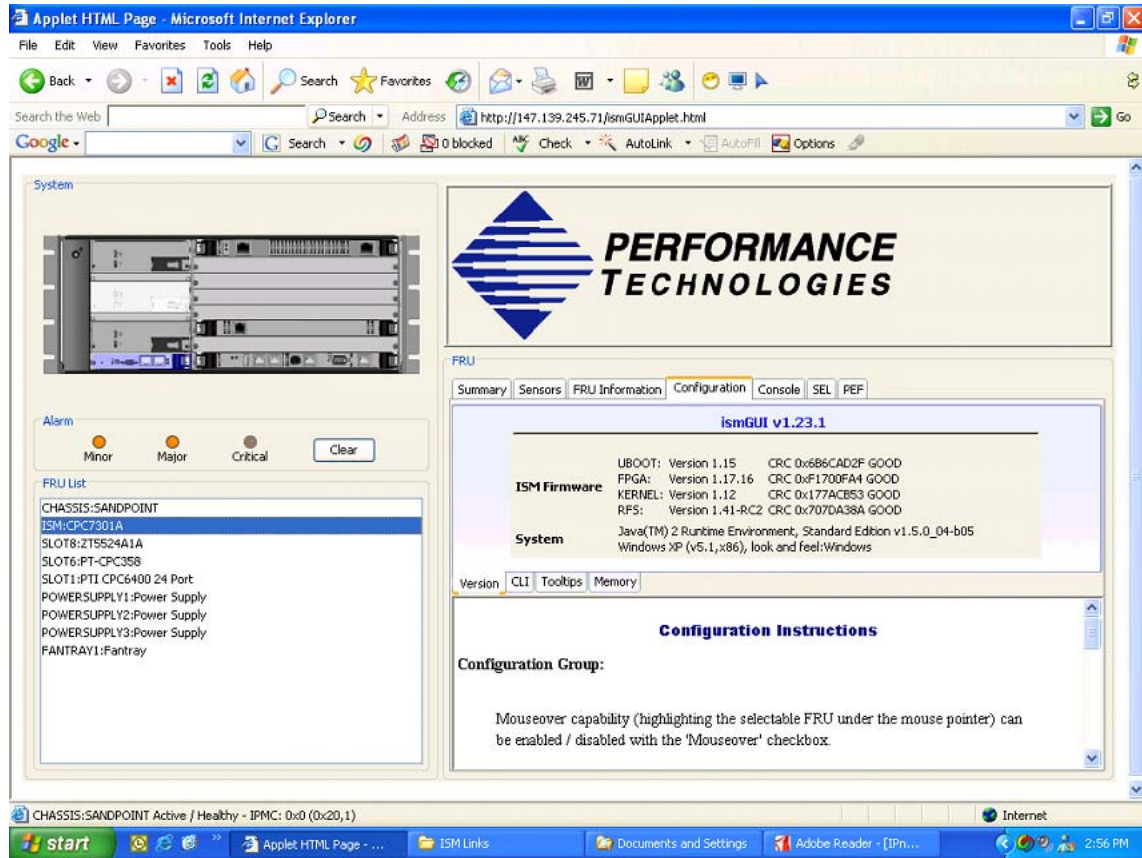 Applet HTML Page - Microsoft Internet Explorer
File Edit View Favorites Tools Help
Back Search Favorites
Search the Web Search Address http://147.139.245.71/ismGUIApplet.html Go
Google Search 0 blocked Check AutoLink AutoFill Options
System
PERFORMANCE
TECHNOLOGIES
Alarm
Minor Major Critical Clear
FRU List
CHASSIS:SANDPOINT
ISM:CPC7301A
SLOT8:ZT5524A1A
SLOT6:PT-CPC358
SLOT1:PTI CPC6400 24 Port
POWERSUPPLY1:Power Supply
POWERSUPPLY2:Power Supply
POWERSUPPLY3:Power Supply
FANTRAY1:Fantray
FRU
Summary Sensors FRU Information Configuration Console SEL PEF
ismGUI v1.23.1
ISM Firmware
UBOOT: Version 1.15 CRC 0x6B6CAD2F GOOD
FPGA: Version 1.17.16 CRC 0xF1700FA4 GOOD
KERNEL: Version 1.12 CRC 0x177ACB53 GOOD
RFS: Version 1.41-RC2 CRC 0x707DA38A GOOD
System
Java(TM) 2 Runtime Environment, Standard Edition v1.5.0_04-b05
Windows XP (v5.1,x86), look and feel:Windows
Version CLI Tooltips Memory
Configuration Instructions
Configuration Group:
Mouseover capability (highlighting the selectable FRU under the mouse pointer) can
be enabled / disabled with the 'Mouseover' checkbox.
CHASSIS:SANDPOINT Active / Healthy - IPMC: 0x0 (0x20,1) Internet
start Applet HTML Page - ... ISM Links Documents and Settings Adobe Reader - [IPn... 2:56 PM